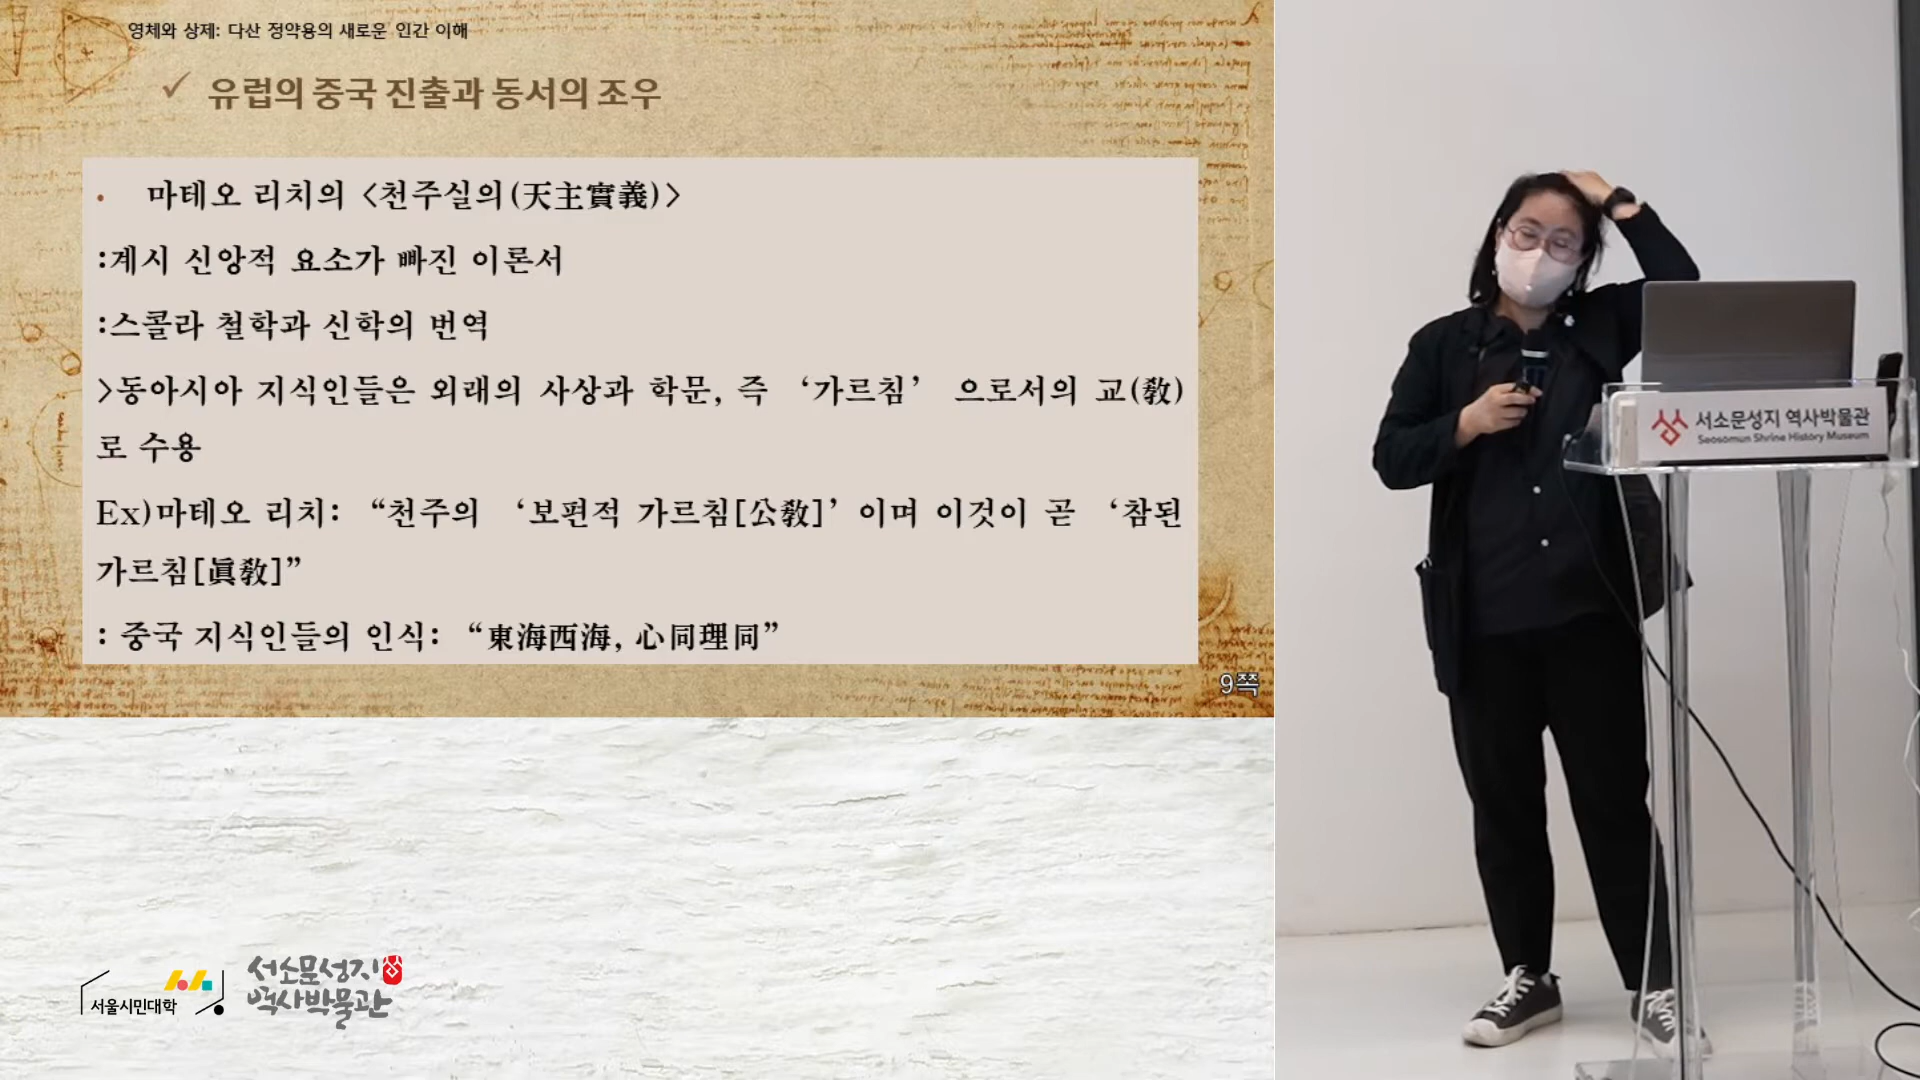 영체와 상제: 다산 정약용의 새로운 인간 이해
✓ 유럽의 중국 진출과 동서의 조우
• 마테오 리치의 <천주실의(天主實義)>
:계시 신앙적 요소가 빠진 이론서
:스콜라 철학과 신학의 번역
>동아시아 지식인들은 외래의 사상과 학문, 즉 ‘가르침’ 으로서의 교(敎)
로 수용
Ex)마테오 리치: “천주의 ‘보편적 가르침[公敎]’이며 이것이 곧 ‘참된
가르침[眞敎]”
: 중국 지식인들의 인식: “東海西海, 心同理同”
9쪽
서소문성지 역사박물관
Seosomun Shrine History Museum
서울시민대학
서소문성지
역사박물관